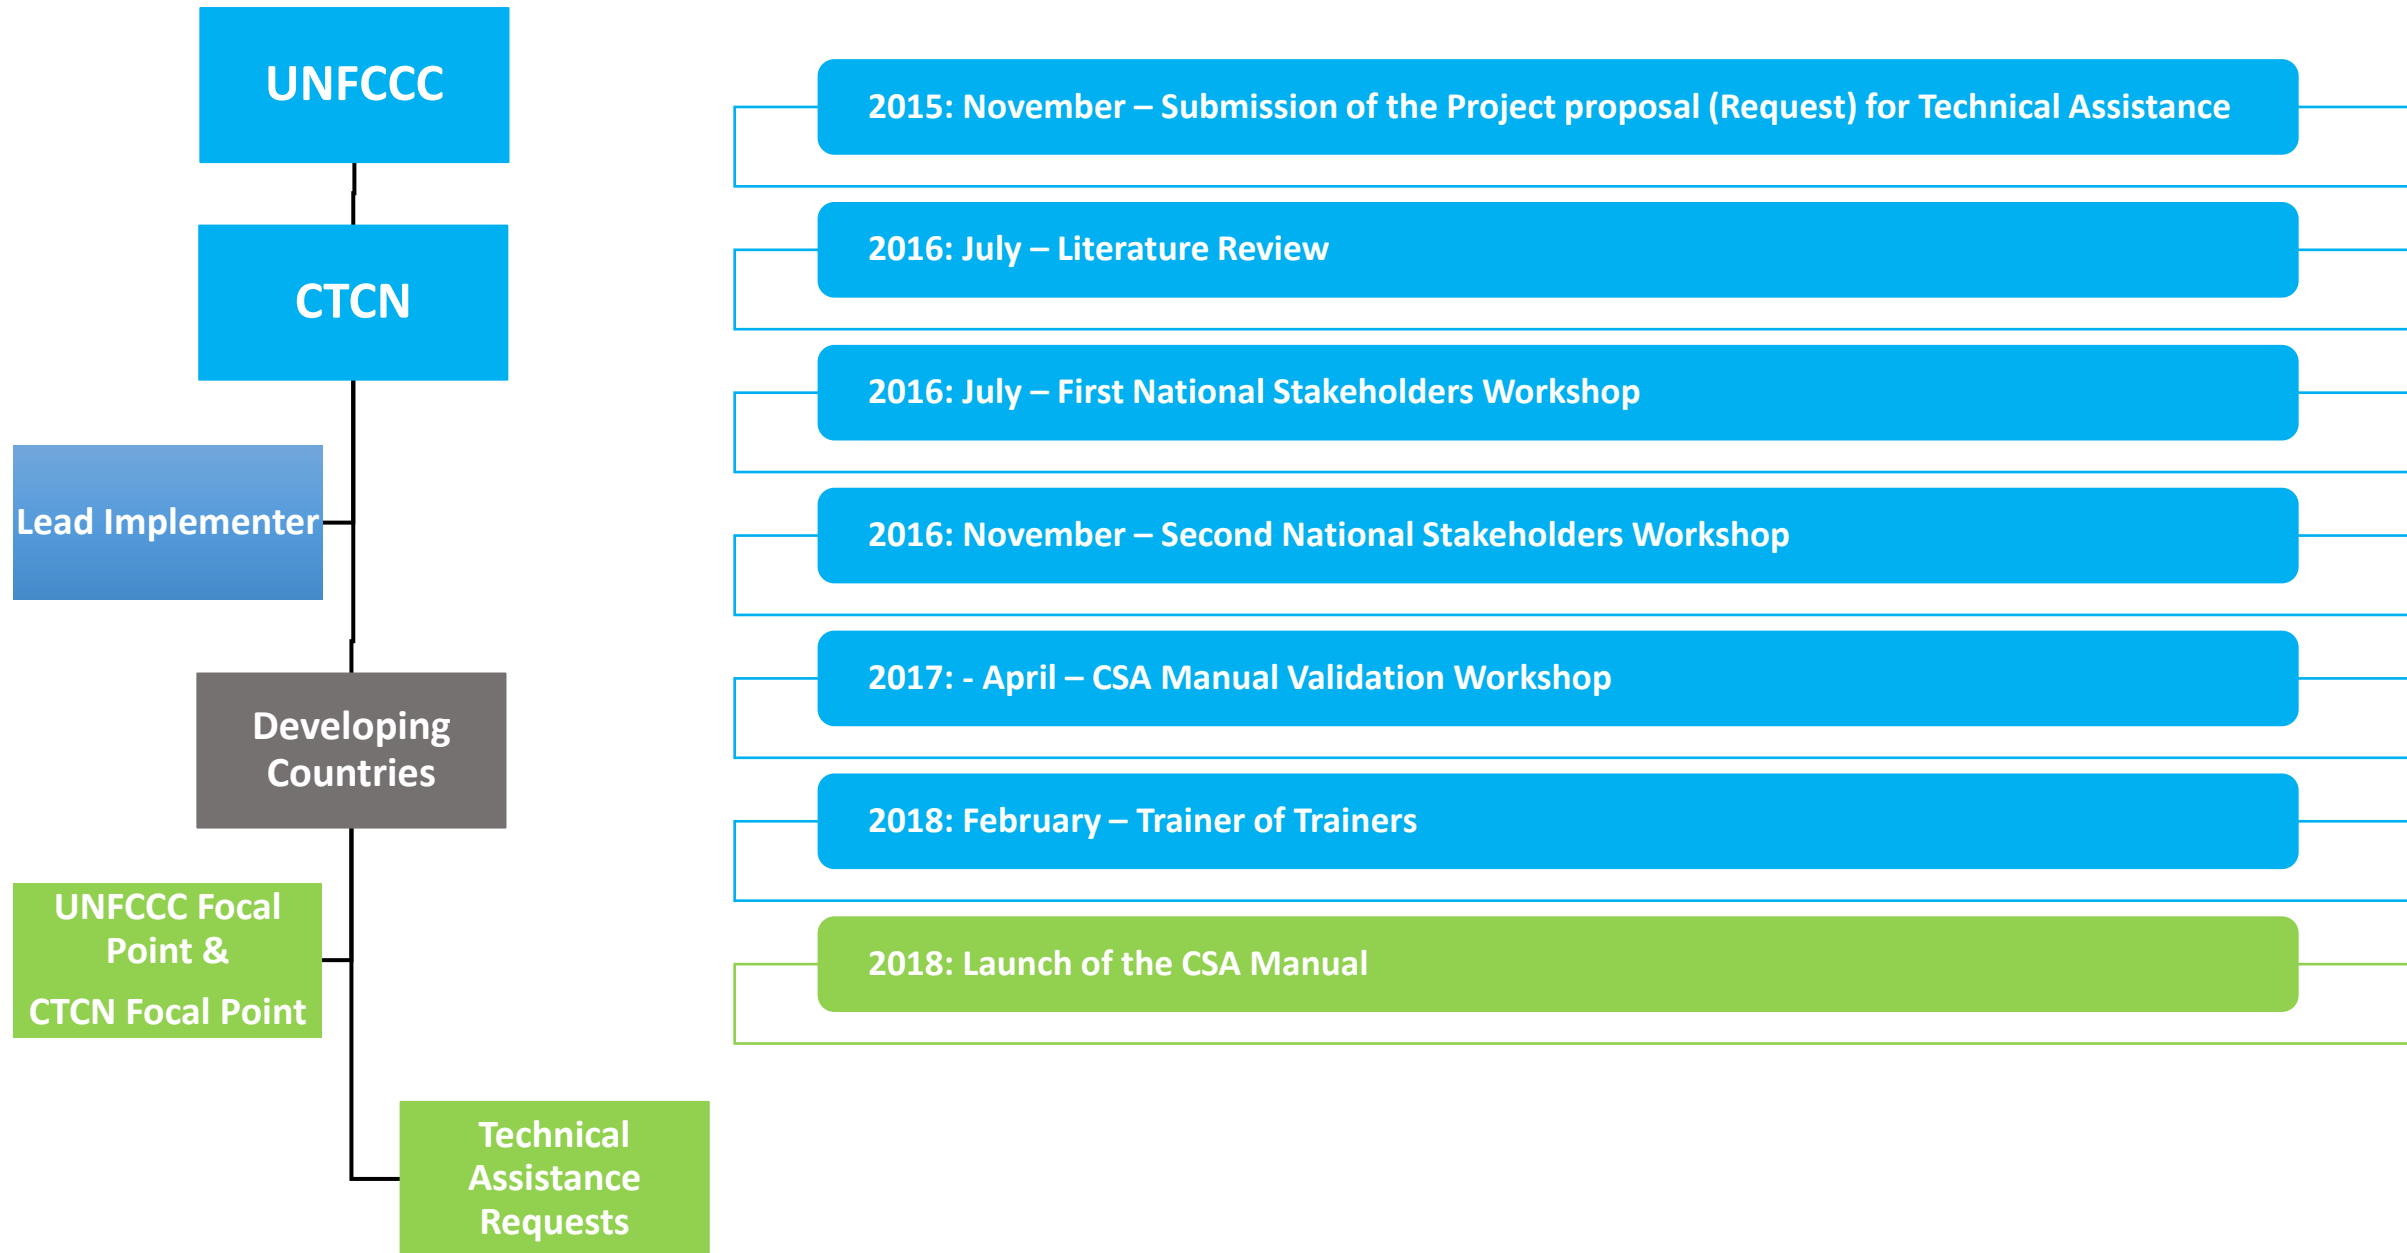 UNFCCC
CTCN
Lead Implementer
Developing
Countries
UNFCCC Focal
Point &
CTCN Focal Point
Technical
Assistance
Requests
2015: November – Submission of the Project proposal (Request) for Technical Assistance
2016: July – Literature Review
2016: July – First National Stakeholders Workshop
2016: November – Second National Stakeholders Workshop
2017: - April – CSA Manual Validation Workshop
2018: February – Trainer of Trainers
2018: Launch of the CSA Manual